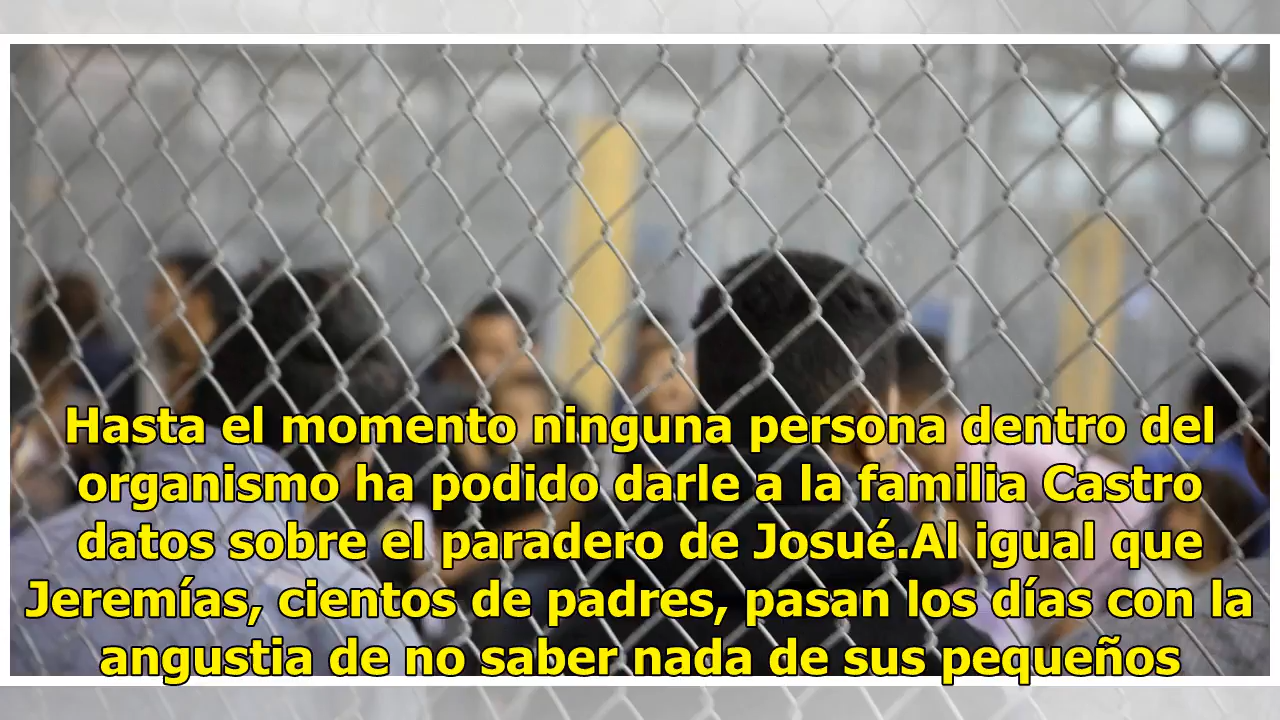 Hasta el momento ninguna persona dentro del
organismo ha podido darle a la familia Castro
datos sobre el paradero de Josué.Al igual que
Jeremías, cientos de padres, pasan los días con la
angustia de no saber nada de sus pequeños